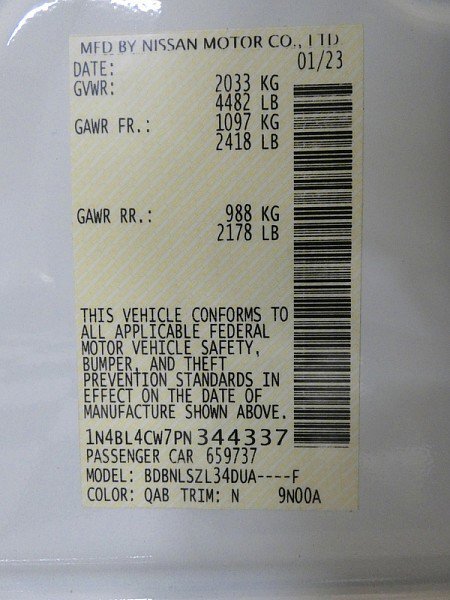 MFD BY NISSAN MOTOR CO., LTD
DATE: 01/23
GVWR: 2033 KG
4482 LB
GAWR FR.: 1097 KG
2418 LB
GAWR RR.: 988 KG
2178 LB
THIS VEHICLE CONFORMS TO
ALL APPLICABLE FEDERAL
MOTOR VEHICLE SAFETY,
BUMPER, AND THEFT
PREVENTION STANDARDS IN
EFFECT ON THE DATE OF
MANUFACTURE SHOWN ABOVE.
1N4BL4CW7PN344337
PASSENGER CAR 659737
MODEL: BDBNLSZL34DUA----F
COLOR: QAB TRIM: N 9N00A